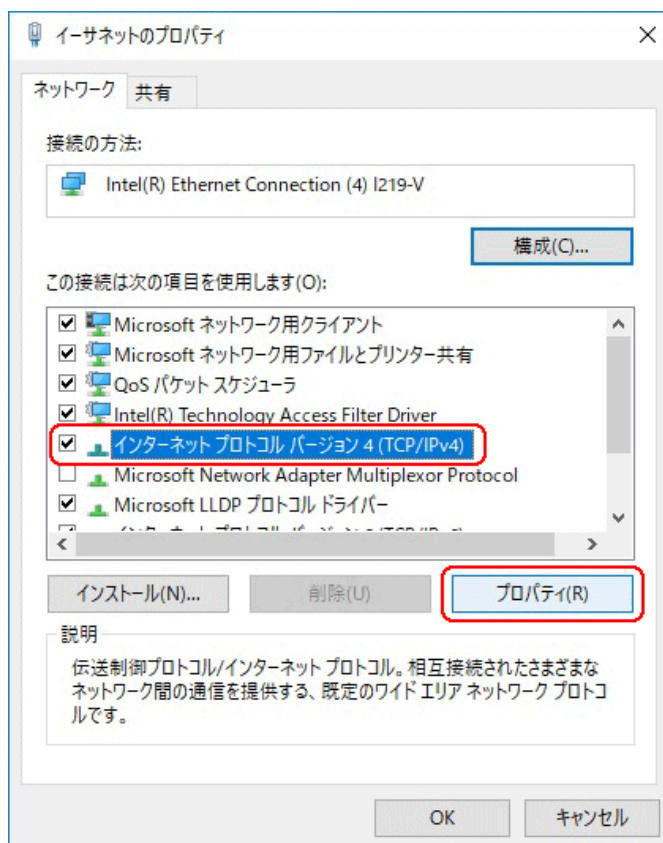 イーサネットのプロパティ
ネットワーク 共有
接続の方法:
Intel(R) Ethernet Connection (4) I219-V
構成(C)...
この接続は次の項目を使用します(O):
Microsoft ネットワーク用クライアント
Microsoft ネットワーク用ファイルとプリンター共有
QoS パケット スケジューラ
Intel(R) Technology Access Filter Driver
インターネット プロトコル バージョン 4 (TCP/IPv4)
Microsoft Network Adapter Multiplexor Protocol
Microsoft LLDP プロトコル ドライバー
インストール(N)... 削除(U) プロパティ(R)
説明
伝送制御プロトコル/インターネット プロトコル。相互接続されたさまざまな
ネットワーク間の通信を提供する、既定のワイド エリア ネットワーク プロトコ
ルです。
OK キャンセル